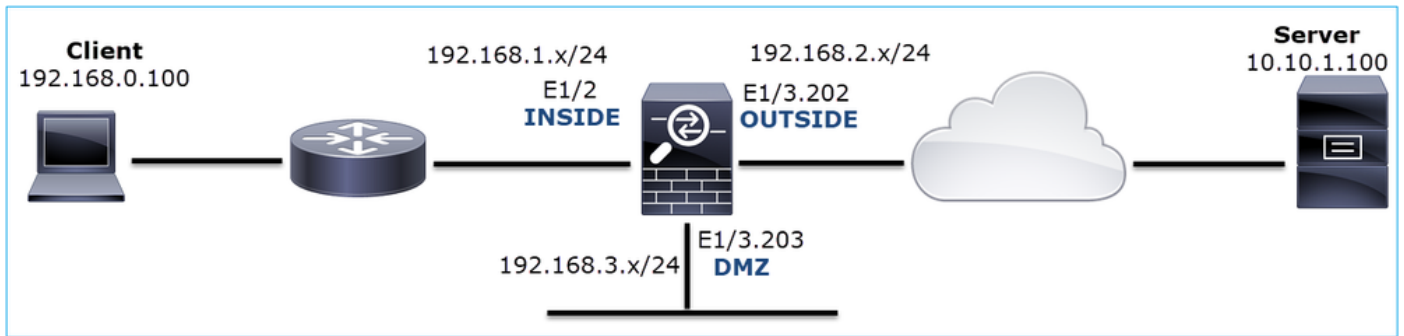 Client
192.168.0.100
192.168.1.x/24
E1/2
INSIDE
192.168.2.x/24
E1/3.202
OUTSIDE
Server
10.10.1.100
E1/3.203
192.168.3.x/24
DMZ